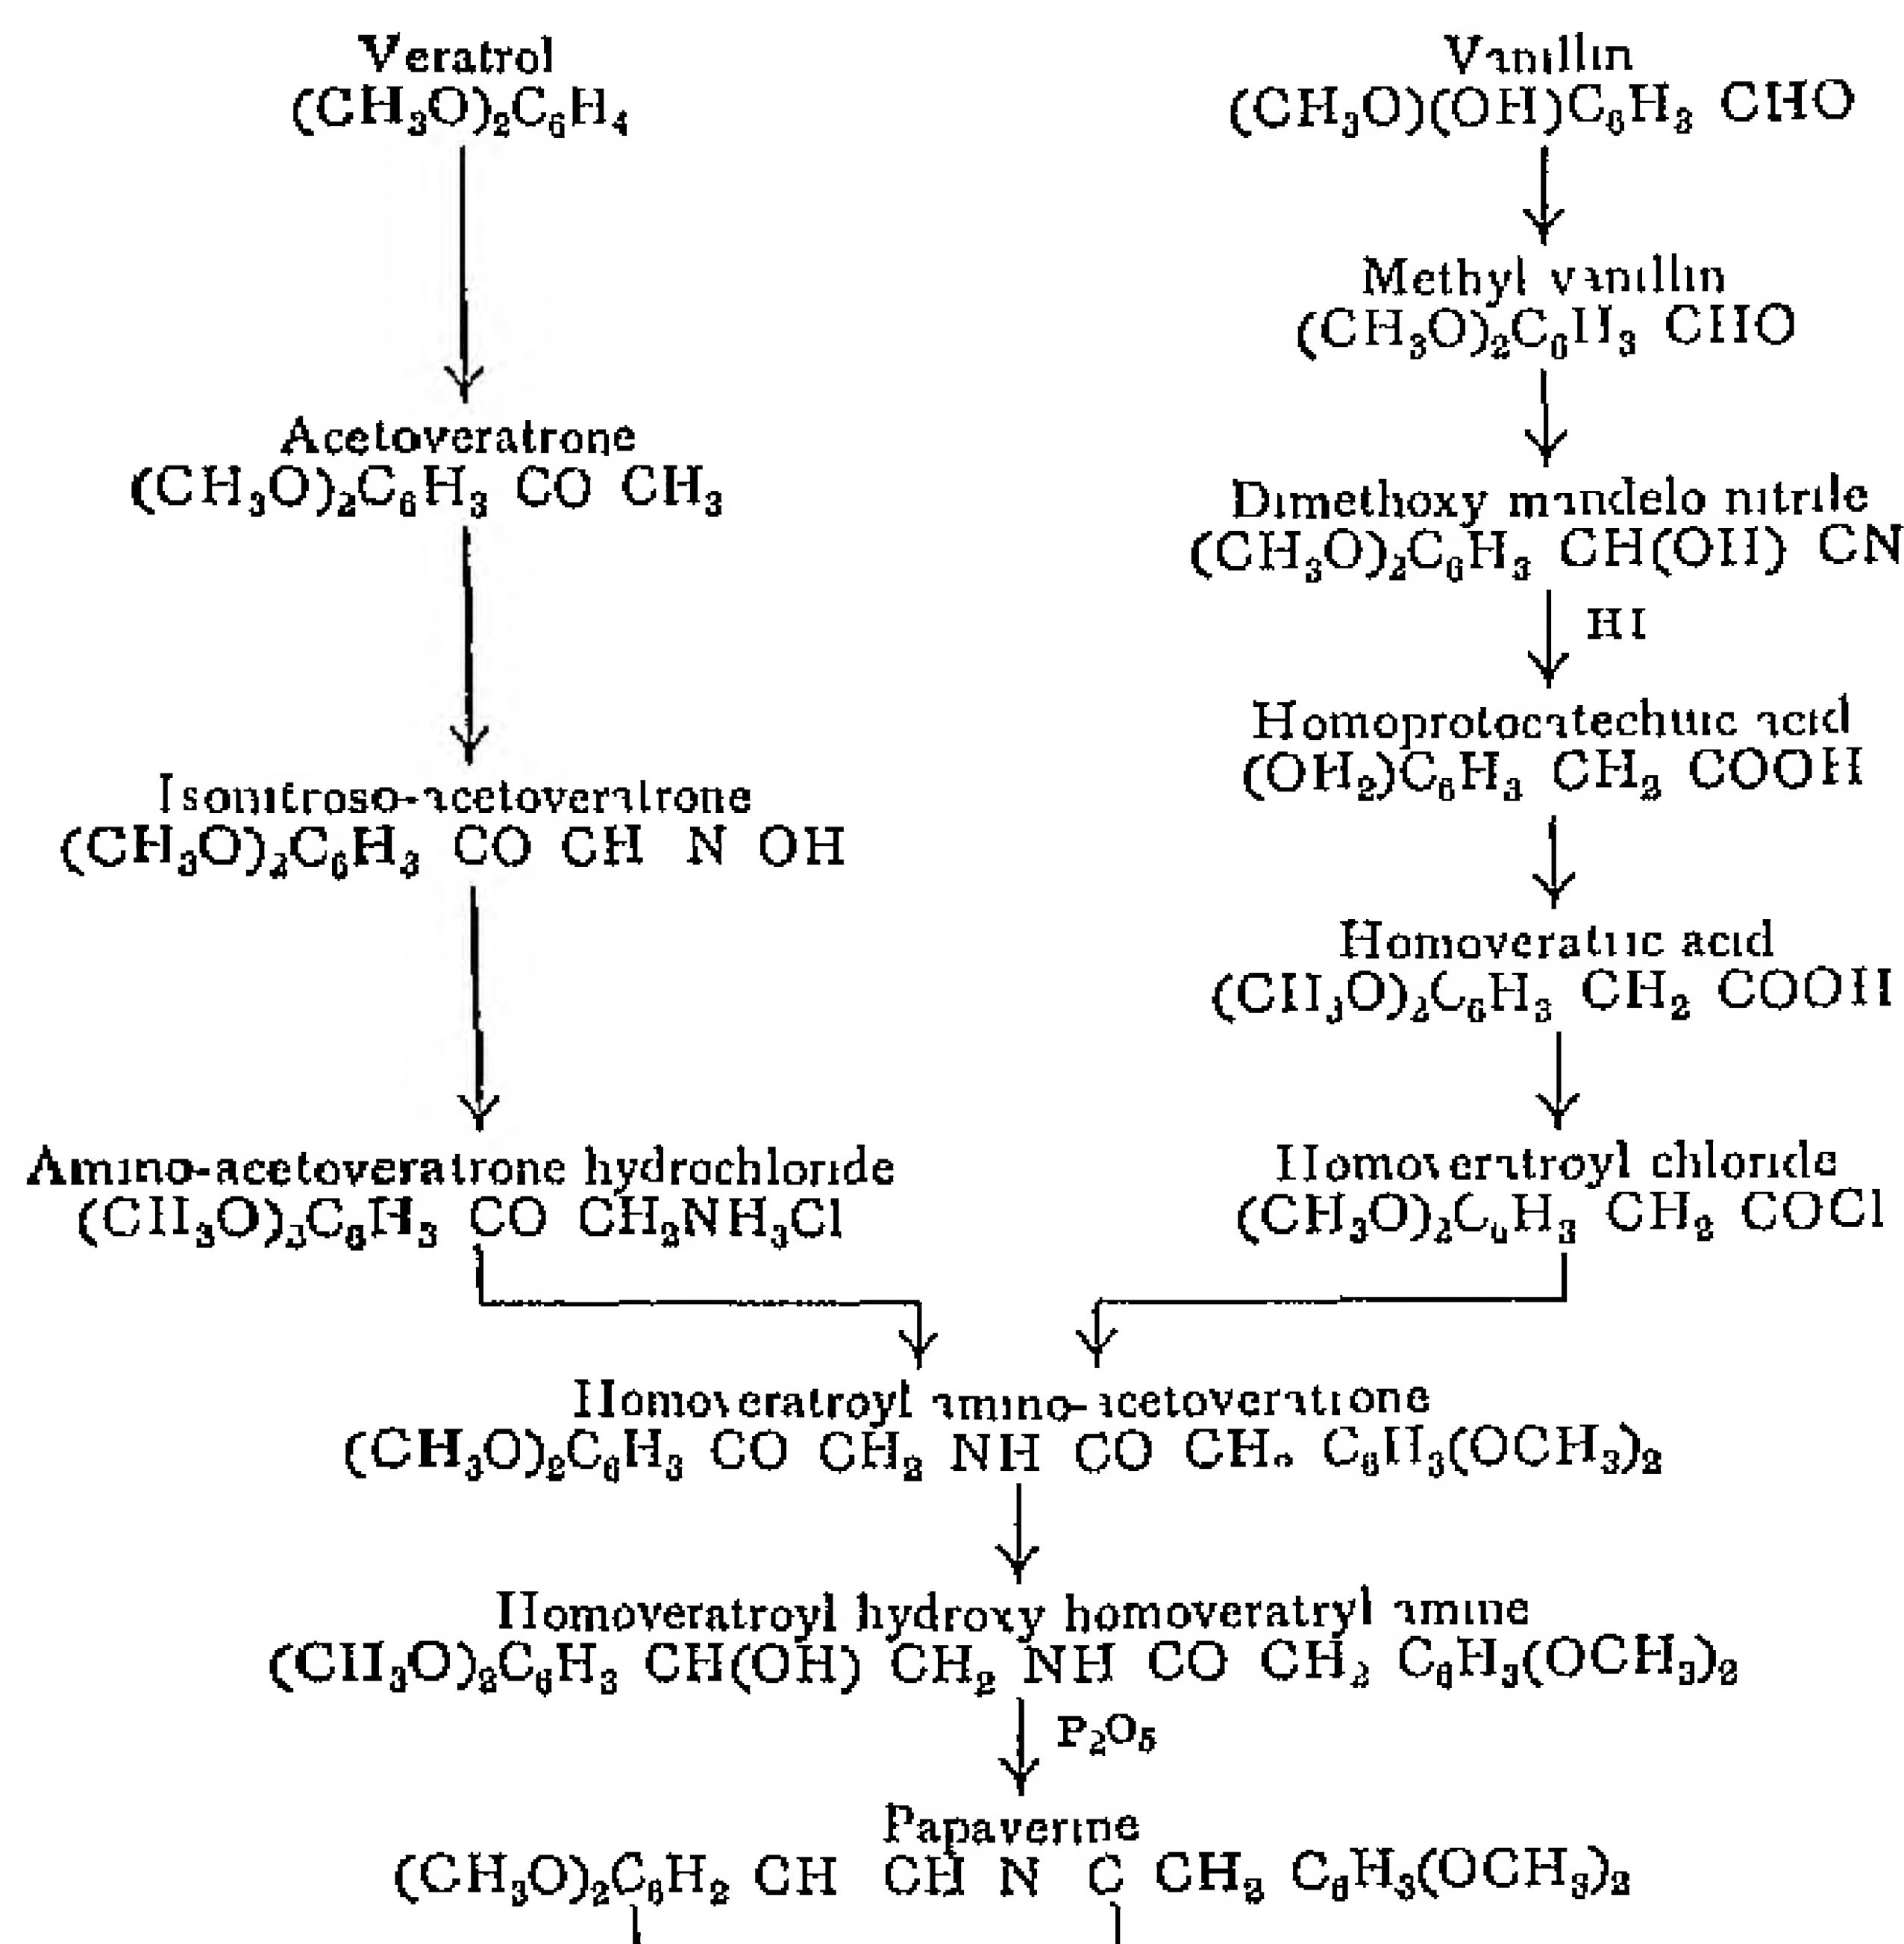 Veratrol
(CH₃O)₂C₆H₄
Acetoveratrone
(CH₃O)₂C₆H₃ CO CH₃
Isonitroso-acetoveratrone
(CH₃O)₂C₆H₃ CO CH N OH
Amino-acetoveratrone hydrochloride
(CH₃O)₂C₆H₃ CO CH₂NH₃Cl
Vanillin
(CH₃O)(OH)C₆H₃ CHO
Methyl vanillin
(CH₃O)₂C₆H₃ CHO
Dimethoxy mandelo nitrile
(CH₃O)₂C₆H₃ CH(OH) CN
HI
Homoprotocatechuic acid
(OH₂)C₆H₃ CH₂ COOH
Homoveratric acid
(CH₃O)₂C₆H₃ CH₂ COOH
Homoveratroyl chloride
(CH₃O)₂C₆H₃ CH₂ COCl
Homoveratroyl amino-acetoveratrone
(CH₃O)₂C₆H₃ CO CH₂ NH CO CH₂ C₆H₃(OCH₃)₂
Homoveratroyl hydroxy homoveratryl amine
(CH₃O)₂C₆H₃ CH(OH) CH₂ NH CO CH₂ C₆H₃(OCH₃)₂
P₂O₅
Papaverine
(CH₃O)₂C₆H₂ CH CH N C CH₂ C₆H₃(OCH₃)₂